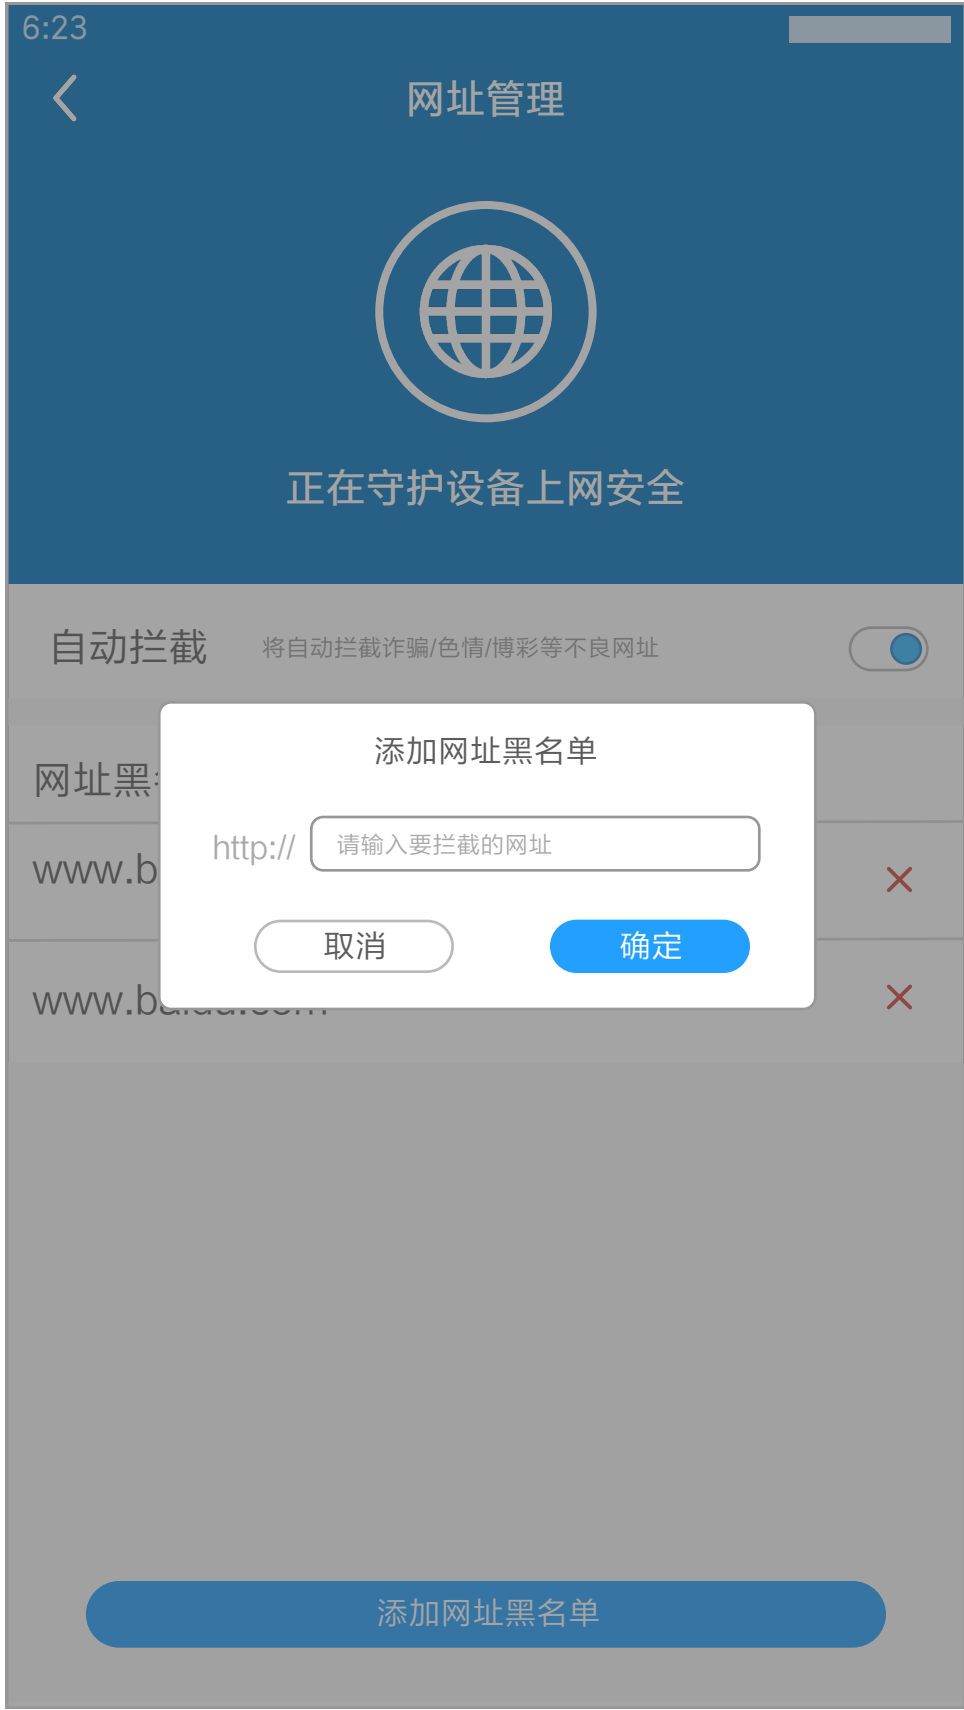 6:23
网址管理
正在守护设备上网安全
自动拦截 将自动拦截诈骗/色情/博彩等不良网址
添加网址黑名单
网址黑
http:// 请输入要拦截的网址
www.b
取消 确定
www.baidu.com
添加网址黑名单